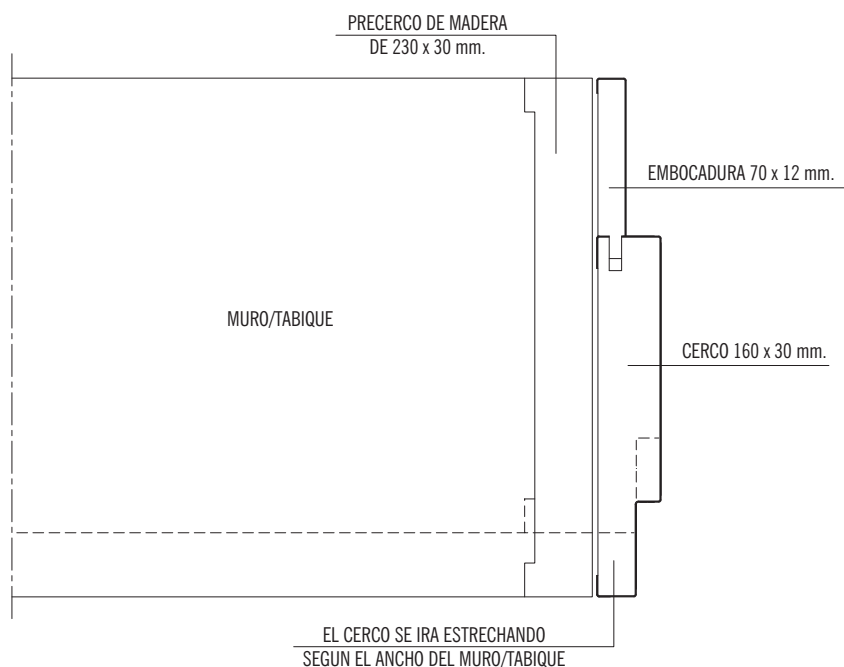 PRECERCO DE MADERA
DE 230 x 30 mm.
EMBOCADURA 70 x 12 mm.
MURO/TABIQUE
CERCO 160 x 30 mm.
EL CERCO SE IRA ESTRECHANDO
SEGUN EL ANCHO DEL MURO/TABIQUE